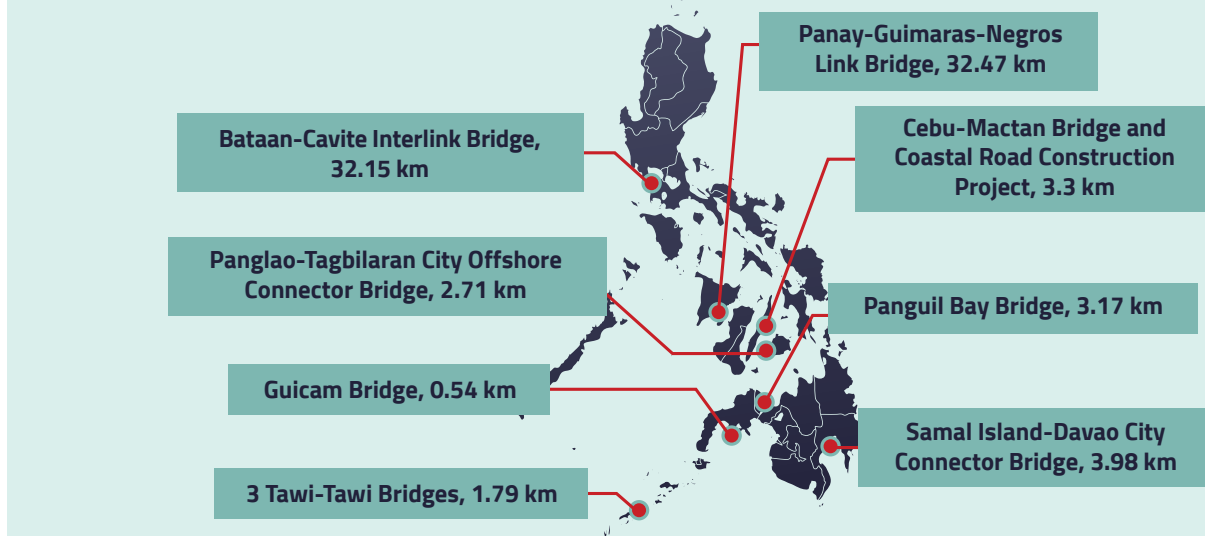 Panay-Guimaras-Negros
Link Bridge, 32.47 km
Bataan-Cavite Interlink Bridge,
32.15 km
Cebu-Mactan Bridge and
Coastal Road Construction
Project, 3.3 km
Panglao-Tagbilaran City Offshore
Connector Bridge, 2.71 km
Panguil Bay Bridge, 3.17 km
Guicam Bridge, 0.54 km
Samal Island-Davao City
Connector Bridge, 3.98 km
3 Tawi-Tawi Bridges, 1.79 km